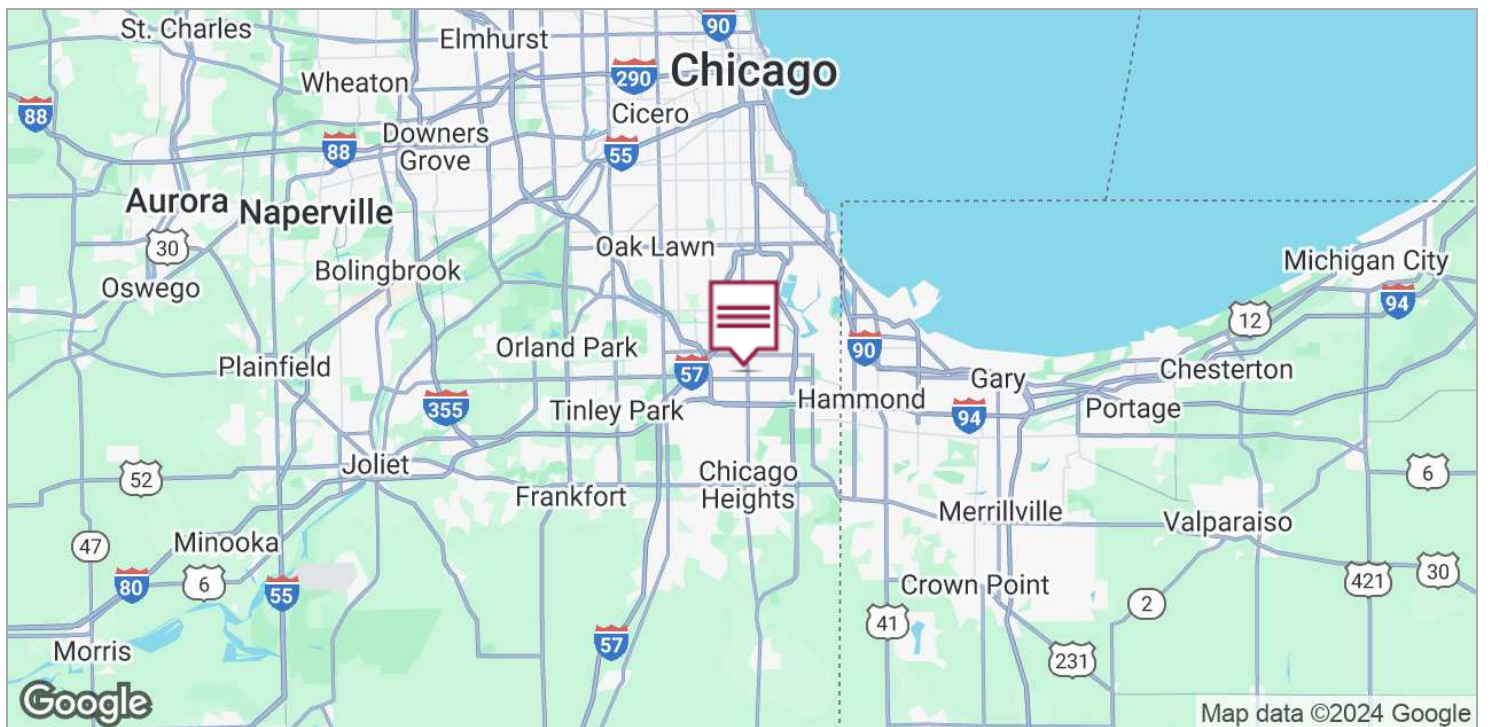 90
St. Charles
Elmhurst
290
Chicago
Wheaton
88
Cicero
Downers
Grove
88
55
Aurora
Naperville
30
Oak Lawn
Bolingbrook
Oswego
Michigan City
94
12
Orland Park
Plainfield
57
90
Chesterton
Gary
355
Tinley Park
Hammond
94
Portage
Joliet
52
Chicago
Heights
6
Frankfort
Merrillville
Valparaiso
47
Minooka
80
6
55
Crown Point
421
30
2
41
57
Morris
231
Google
Map data ©2024 Google